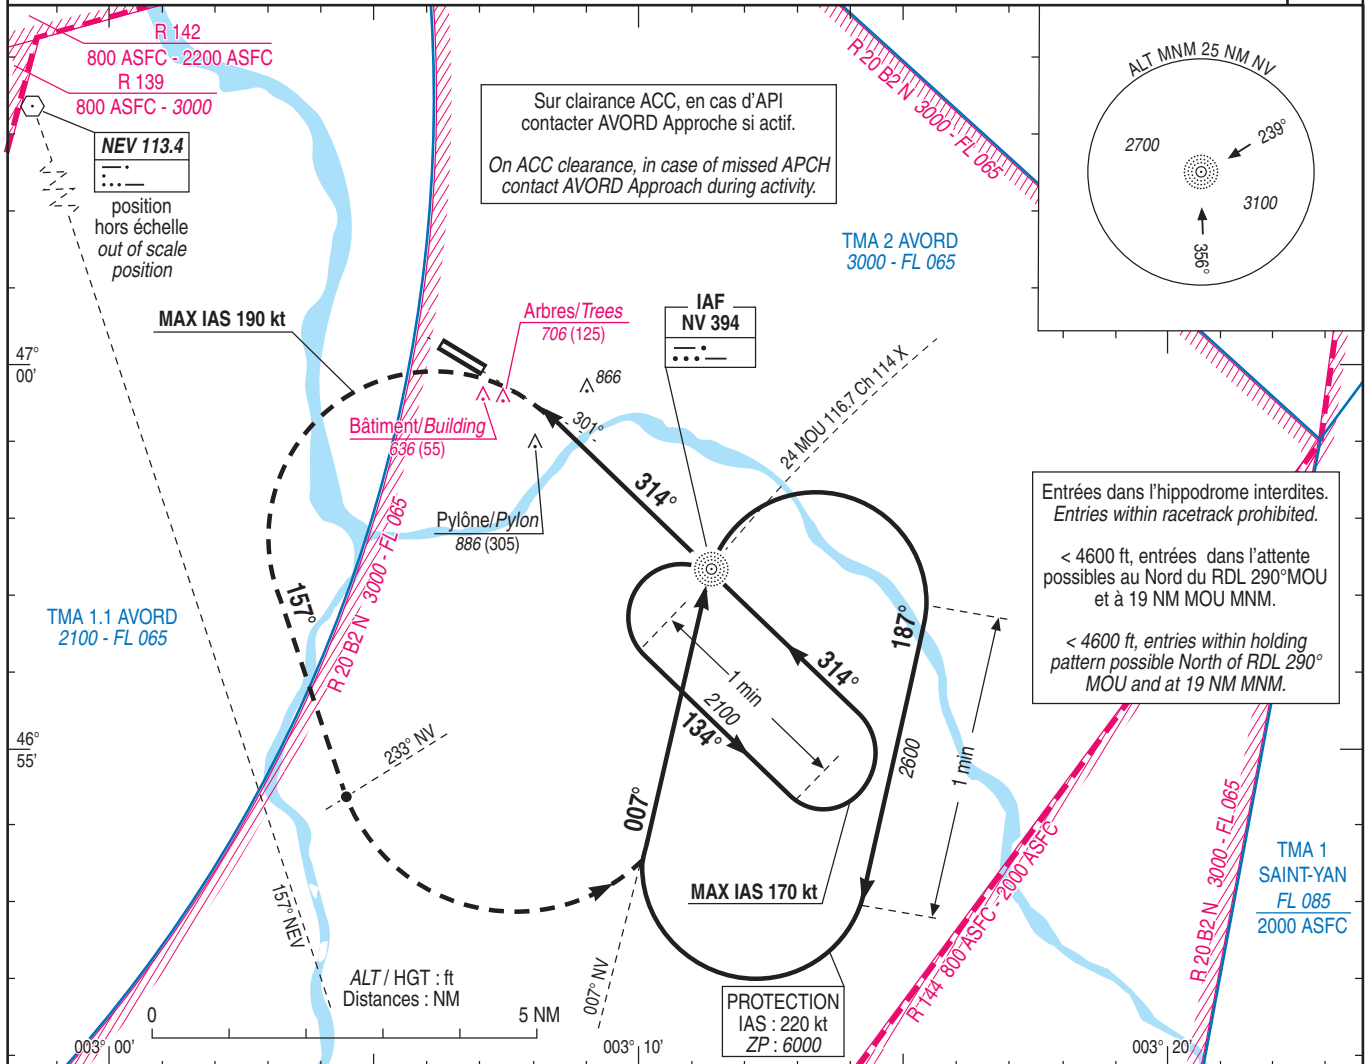 R 142
800 ASFC - 2200 ASFC
R 139
800 ASFC - 3000
NEV 113.4
position
hors échelle
out of scale
position
Sur clairance ACC, en cas d'API
contacter AVORD Approche si actif.
On ACC clearance, in case of missed APCH
contact AVORD Approach during activity.
R 20 B2 N 3000 - FL 065
ALT MNM 25 NM NV
2700
239°
3100
356°
TMA 2 AVORD
3000 - FL 065
MAX IAS 190 kt
Arbres/Trees
706 (125)
IAF
NV 394
47°
00'
866
Bâtiment/Building
636 (55)
301°
24 MOU 116.7 Ch 114 X
314°
Pylône/Pylon
886 (305)
Entrées dans l'hippodrome interdites.
Entries within racetrack prohibited.
< 4600 ft, entrées dans l'attente
possibles au Nord du RDL 290°MOU
et à 19 NM MOU MNM.
< 4600 ft, entries within holding
pattern possible North of RDL 290°
MOU and at 19 NM MNM.
157°
R 20 B2 N 3000 - FL 065
TMA 1.1 AVORD
2100 - FL 065
187°
314°
1 min
2100
134°
2600
1 min
46°
55'
233° NV
007°
MAX IAS 170 kt
R 144 800 ASFC - 2000 ASFC
R 20 B2 N 3000 - FL 065
TMA 1
SAINT-YAN
FL 085
2000 ASFC
157° NEV
ALT / HGT : ft
Distances : NM
007° NV
PROTECTION
IAS : 220 kt
ZP : 6000
0
5 NM
003° 00'
003° 10'
003° 20'